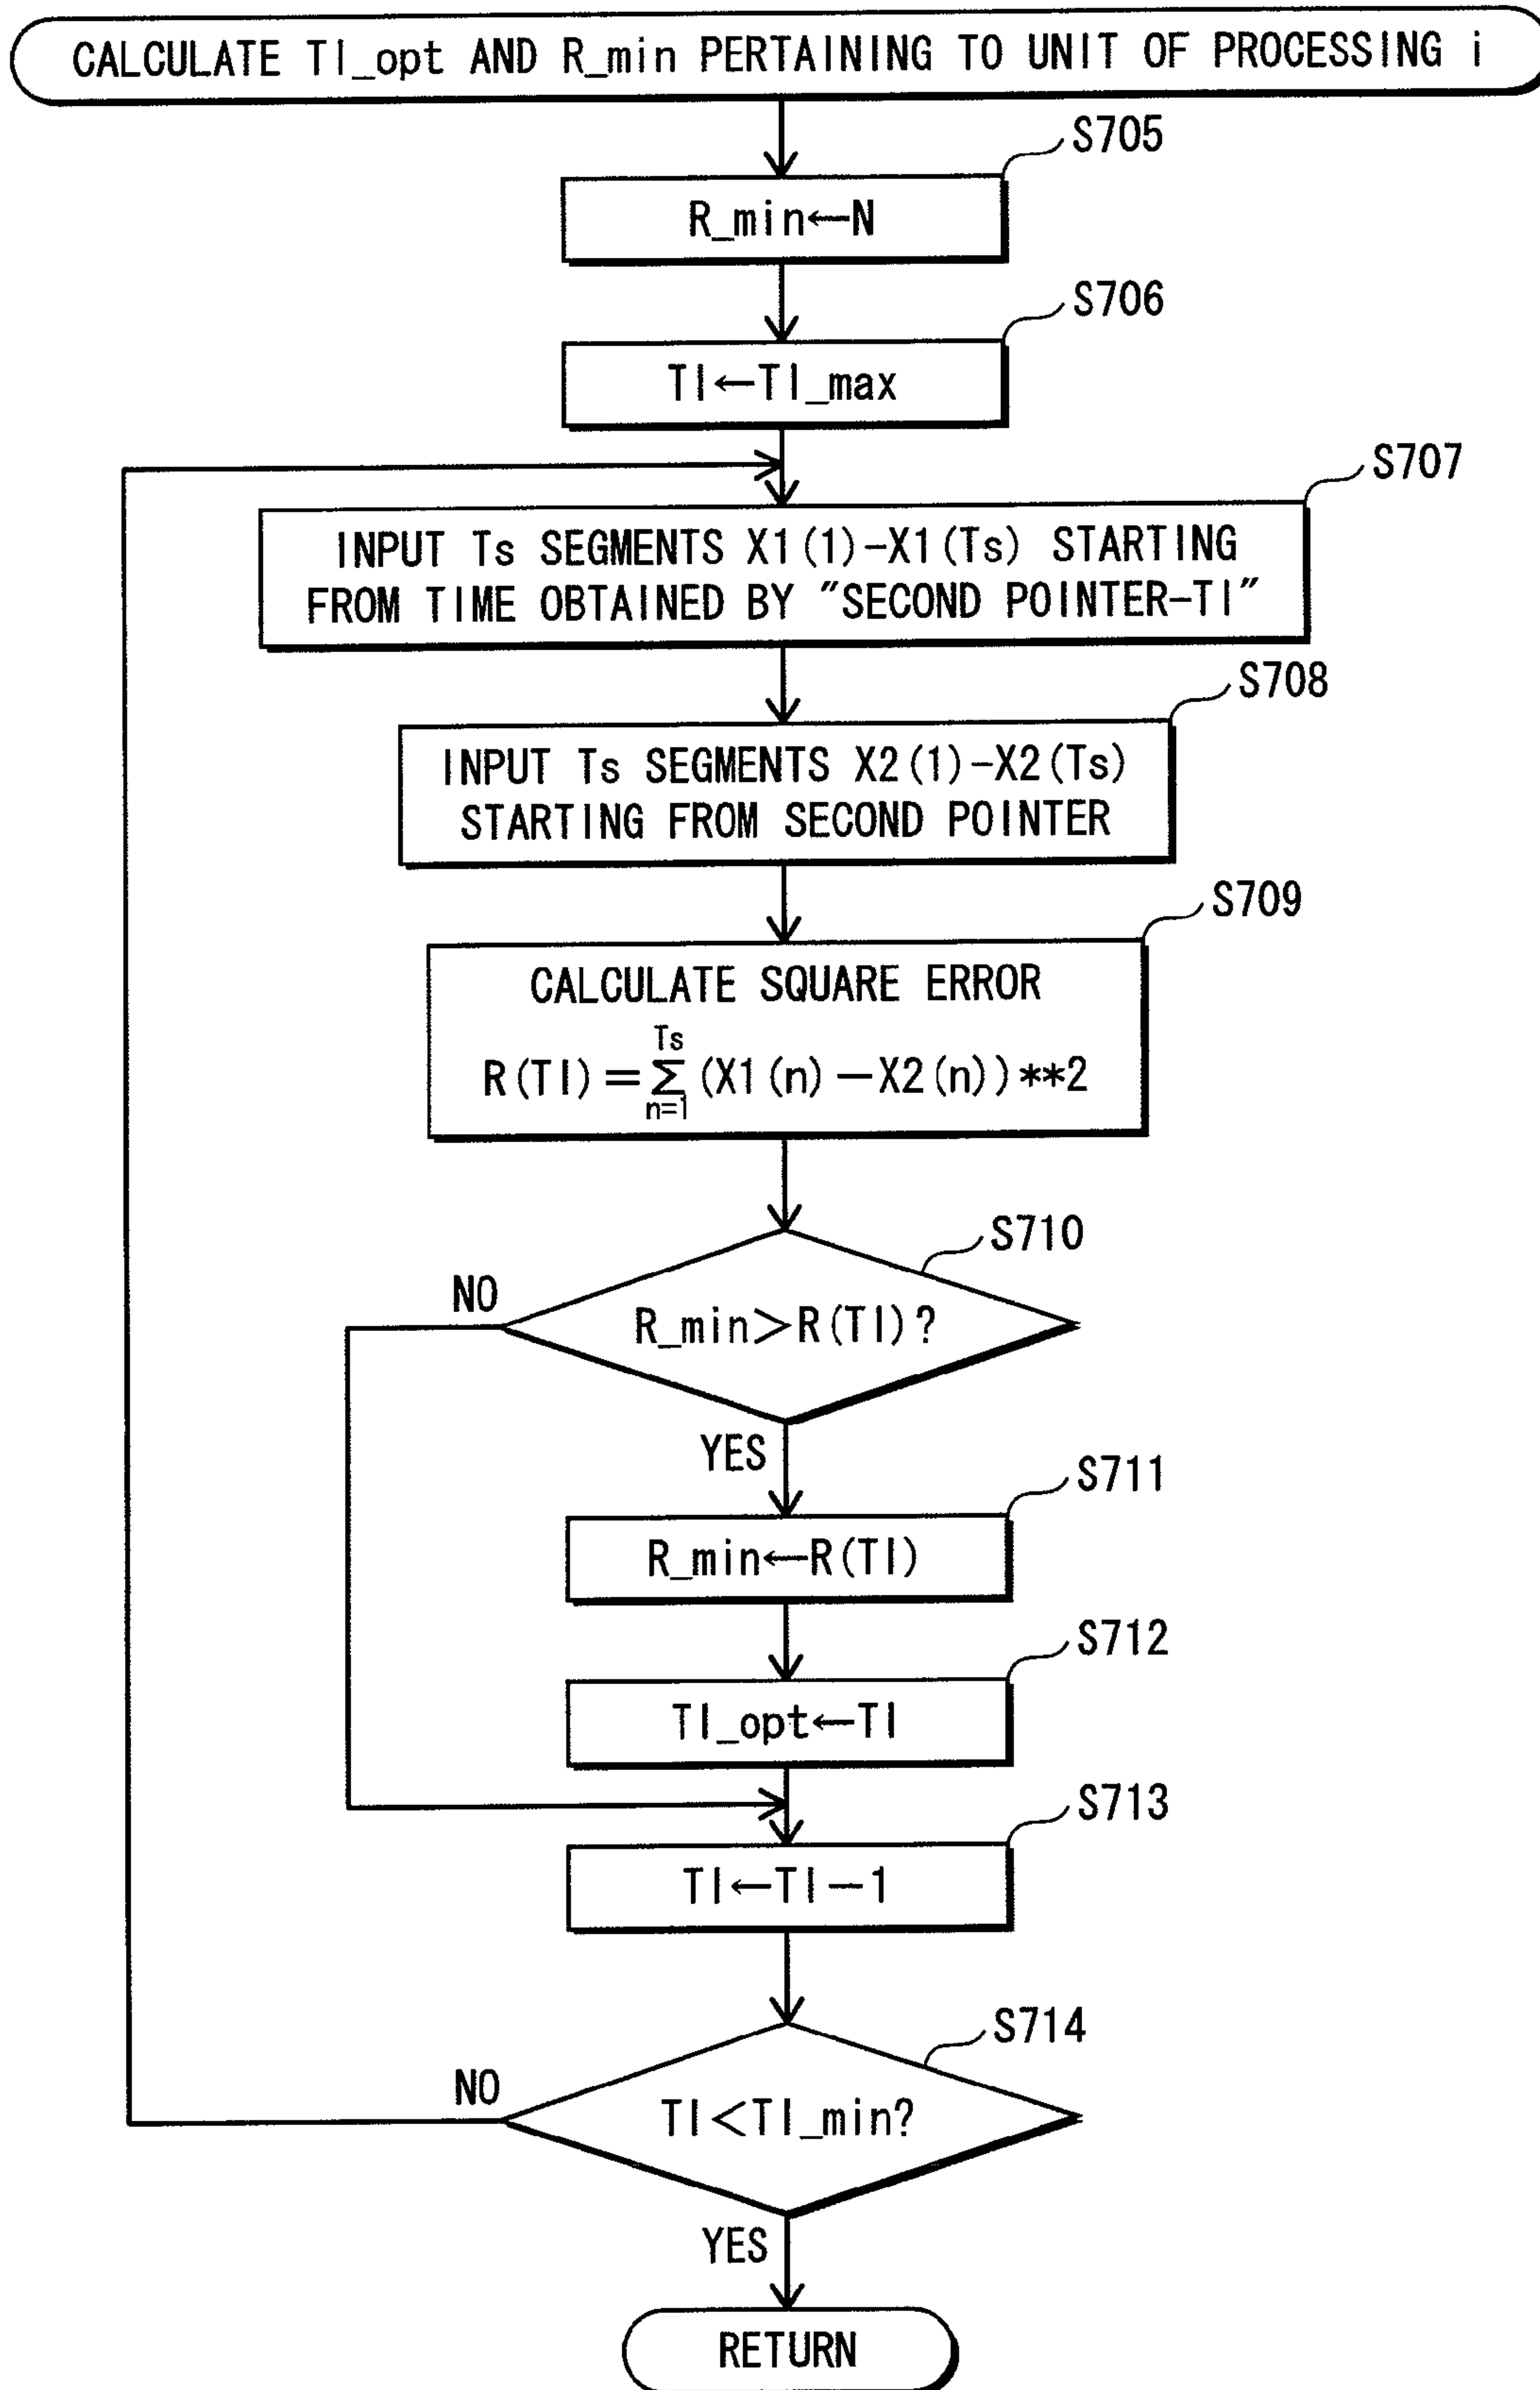 CALCULATE TI_opt AND R_min PERTAINING TO UNIT OF PROCESSING i
S705
R_min←N
S706
TI←TI_max
S707
INPUT Ts SEGMENTS X1(1)-X1(Ts) STARTING
FROM TIME OBTAINED BY "SECOND POINTER-TI"
S708
INPUT Ts SEGMENTS X2(1)-X2(Ts)
STARTING FROM SECOND POINTER
S709
CALCULATE SQUARE ERROR
Ts
R(TI)=∑(X1(n)-X2(n))**2
n=1
S710
NO
R_min>R(TI)?
YES
S711
R_min←R(TI)
S712
TI_opt←TI
S713
TI←TI-1
S714
NO
TI<TI_min?
YES
RETURN